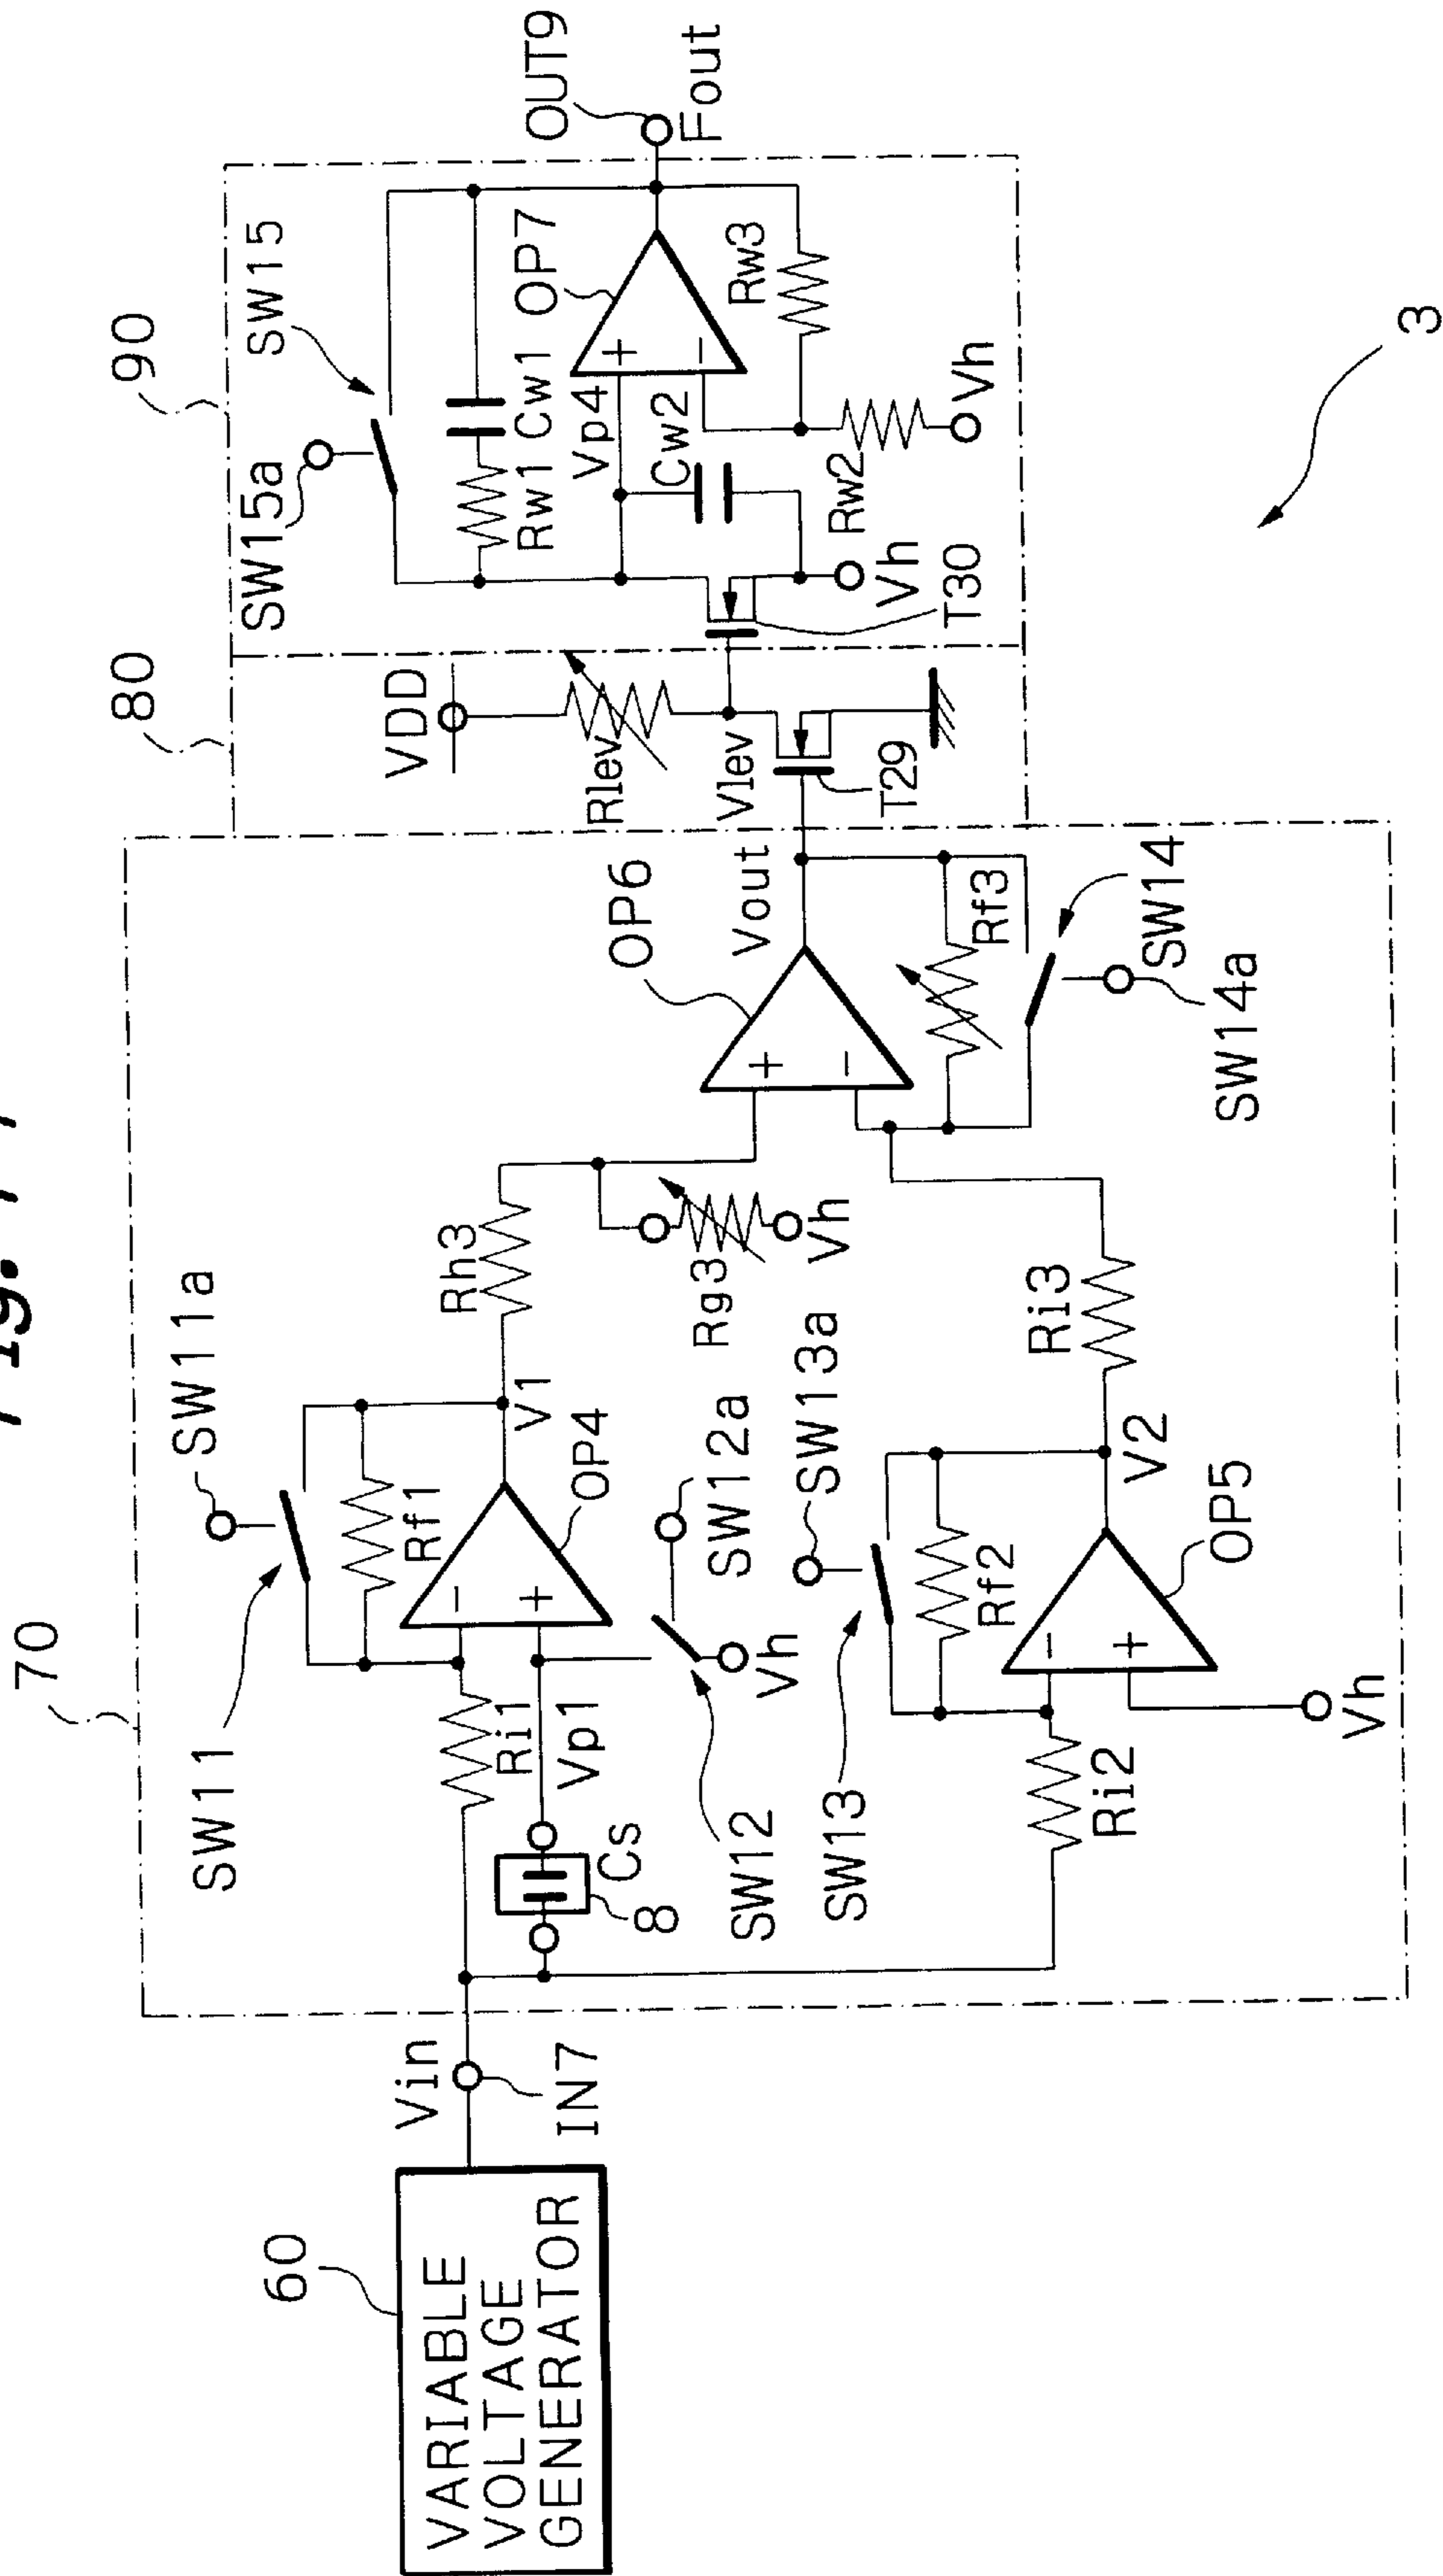 60
VARIABLE
VOLTAGE
GENERATOR
Vin
IN7
70
SW11
SW11a
Rf1
Ri1
Vp1
OP4
V1
Rh3
Cs
8
SW12
SW12a
Vh
Rg3
Vh
SW13
SW13a
Rf2
Ri2
OP5
V2
Ri3
Vh
OP6
Vout
Rf3
SW14
SW14a
80
VDD
Rlev
Vlev
T29
90
SW15a
SW15
Rw1
Cw1
OP7
Vp4
Cw2
Rw3
Rw2
Vh
Vh
T30
OUT9
Fout
3
+
−
+
−
+
−
+
−